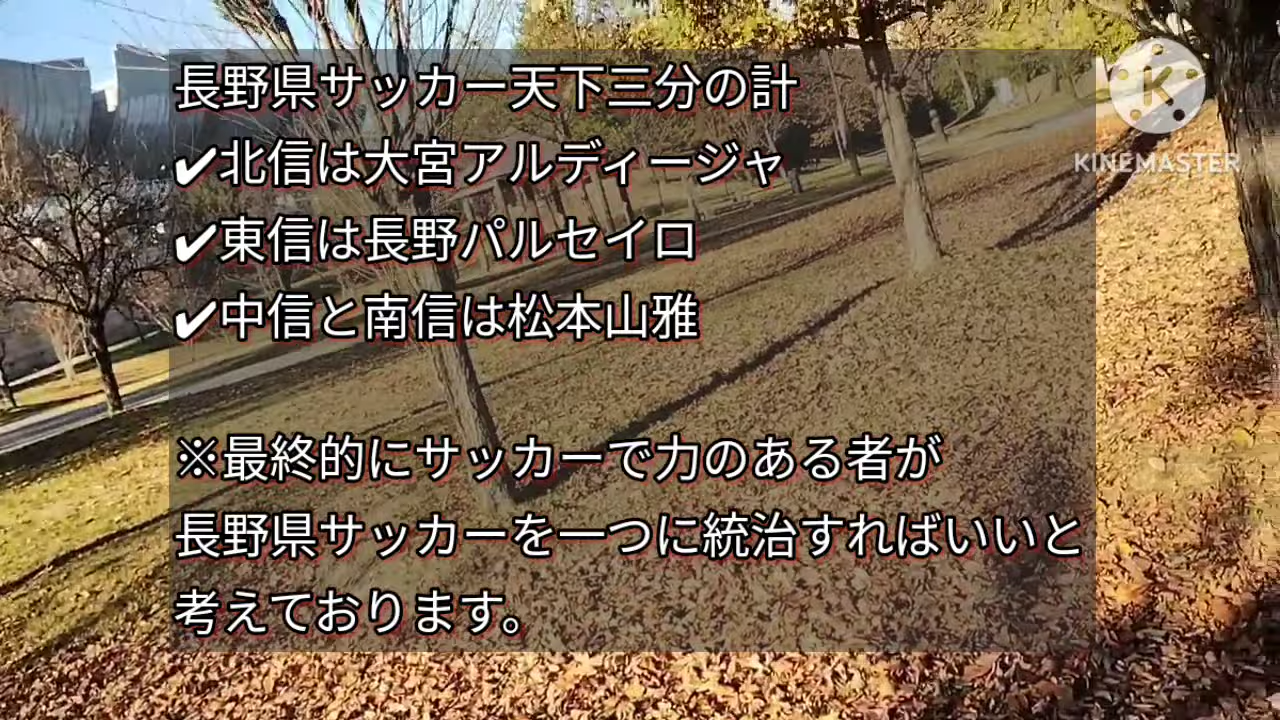 長野県サッカー天下三分の計
✔北信は大宮アルディージャ
✔東信は長野パルセイロ
✔中信と南信は松本山雅
※最終的にサッカーで力のある者が
長野県サッカーを一つに統治すればいいと
考えております。
K
KINEMASTER